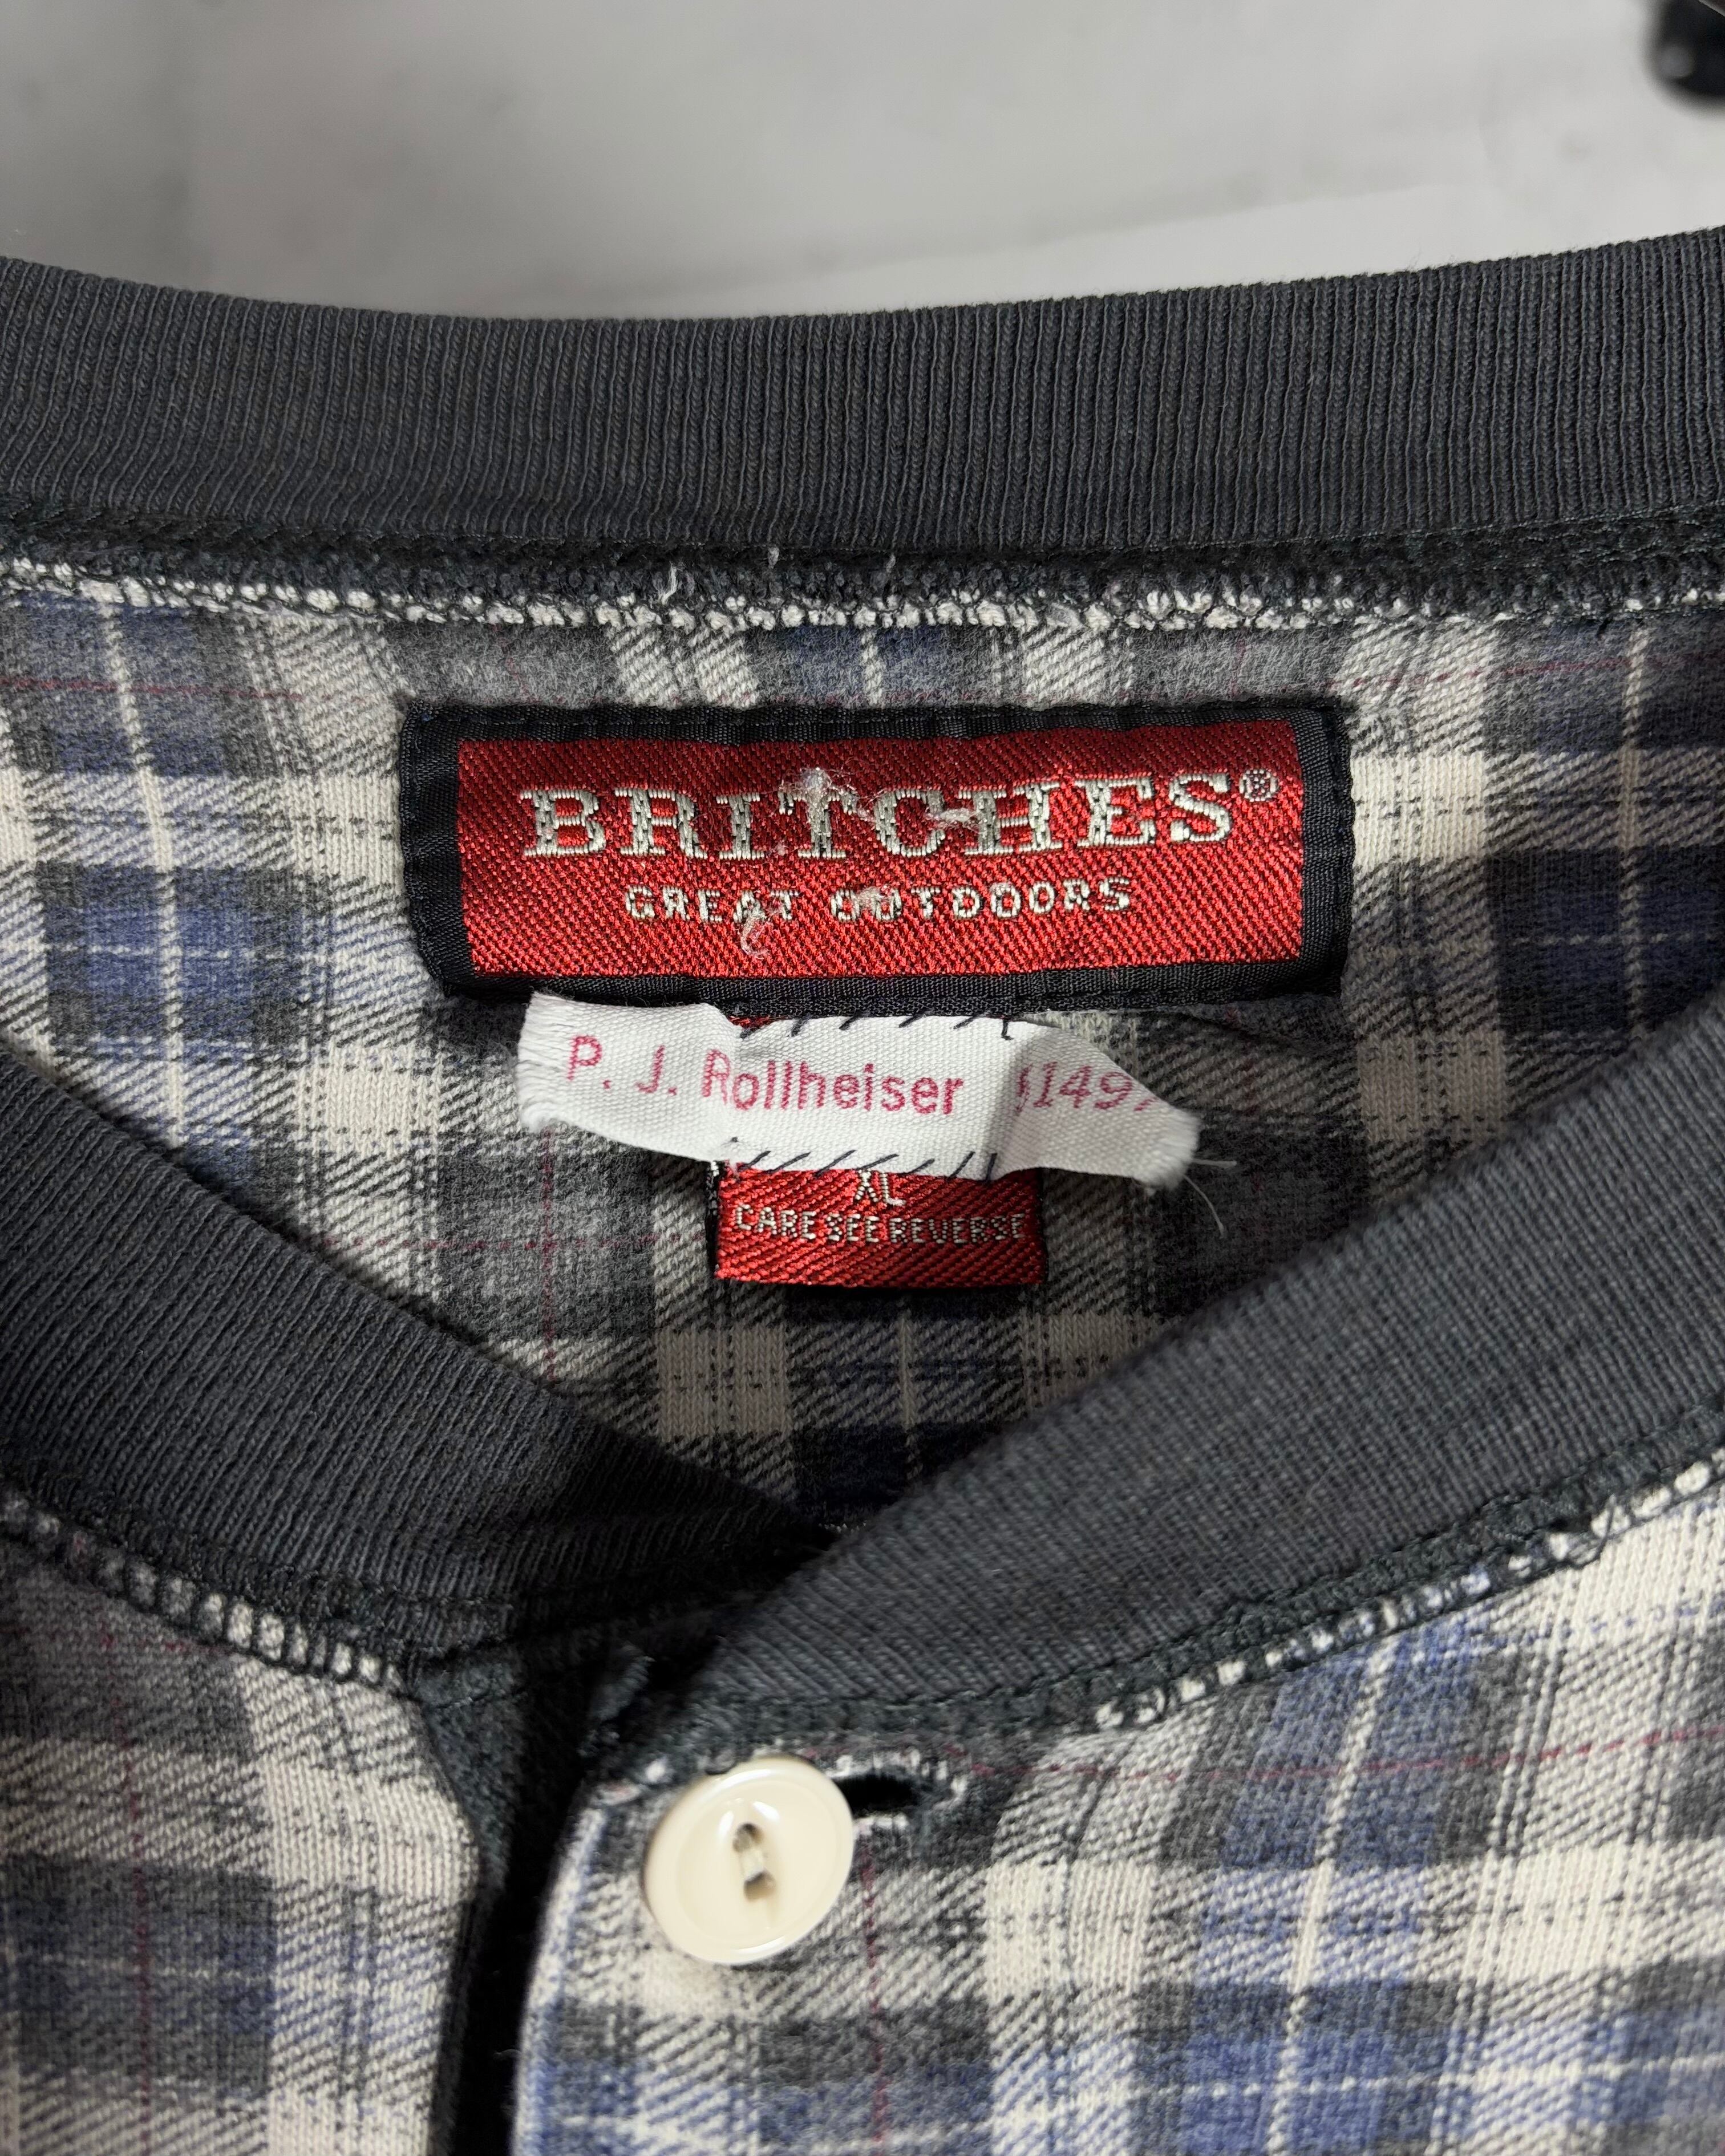 BRITCHES®
GREAT OUTDOORS
P. J. Rollheiser
XL
CARE SEE REVERSE